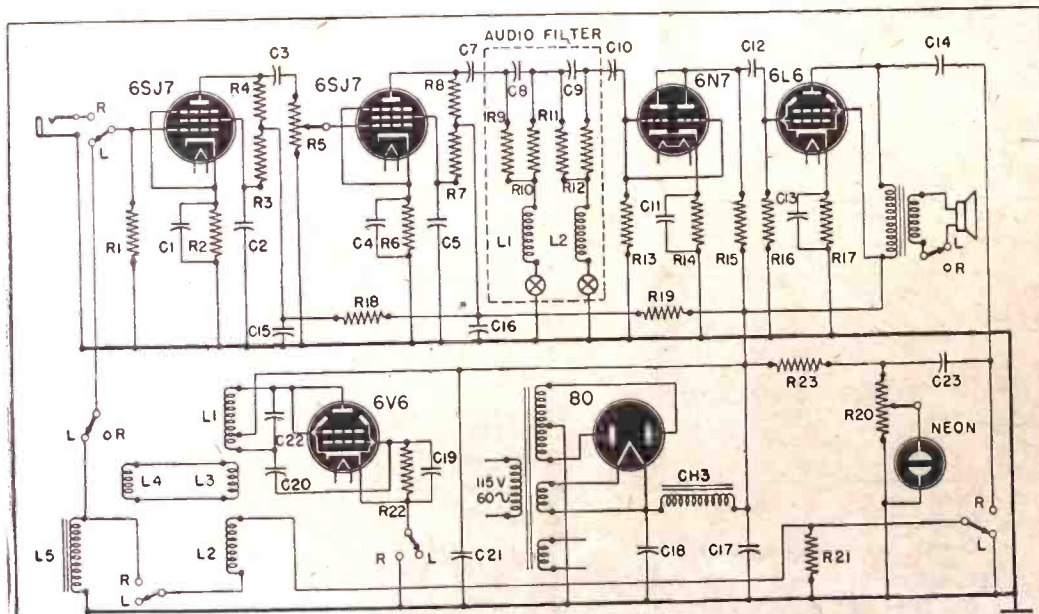 AUDIO FILTER
C3
C7
C8
C9
C10
C12
C14
6SJ7
R4
6SJ7
R8
6N7
6L6
R
L
R5
R9
R11
R3
R7
R10
R12
R1
C1
R2
C2
C4
R6
C5
L1
L2
R13
C11
R14
R15
R16
C13
R17
L
R
C15
R18
C16
R19
R23
C23
L1
6V6
80
R20
NEON
L
R
C22
C19
L4
L3
C20
115V
60~
CH3
R22
R
L
L5
L2
R
L
R
L
C21
C18
C17
R21